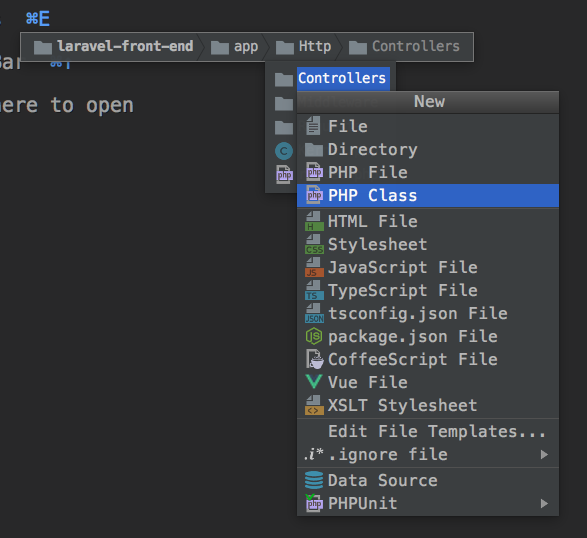 ⌘E
laravel-front-end app Http Controllers
Bar ⌘↑
Controllers
here to open
New
File
Directory
PHP File
PHP Class
HTML File
Stylesheet
JavaScript File
TypeScript File
tsconfig.json File
package.json File
CoffeeScript File
Vue File
XSLT Stylesheet
Edit File Templates...
.i* .ignore file
Data Source
PHPUnit